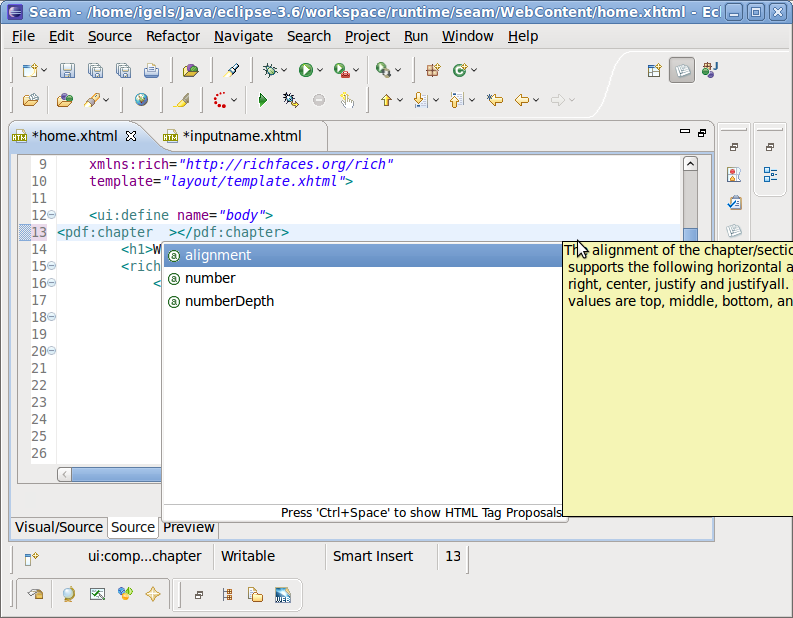 Seam - /home/igels/Java/eclipse-3.6/workspace/runtime/seam/WebContent/home.xhtml - Ecl
File Edit Source Refactor Navigate Search Project Run Window Help
*home.xhtml *inputname.xhtml
9 xmlns:rich="http://richfaces.org/rich"
10 template="layout/template.xhtml">
11
12 <ui:define name="body">
13 <pdf:chapter ></pdf:chapter>
14 <h1>W
15 <rich
16 <
17
18
19
20
21
22
23
24
25
26
alignment
number
numberDepth
Press 'Ctrl+Space' to show HTML Tag Proposals
The alignment of the chapter/sectio
supports the following horizontal a
right, center, justify and justifyall.
values are top, middle, bottom, an
Visual/Source Source Preview
ui:comp...chapter Writable Smart Insert 13
WEB